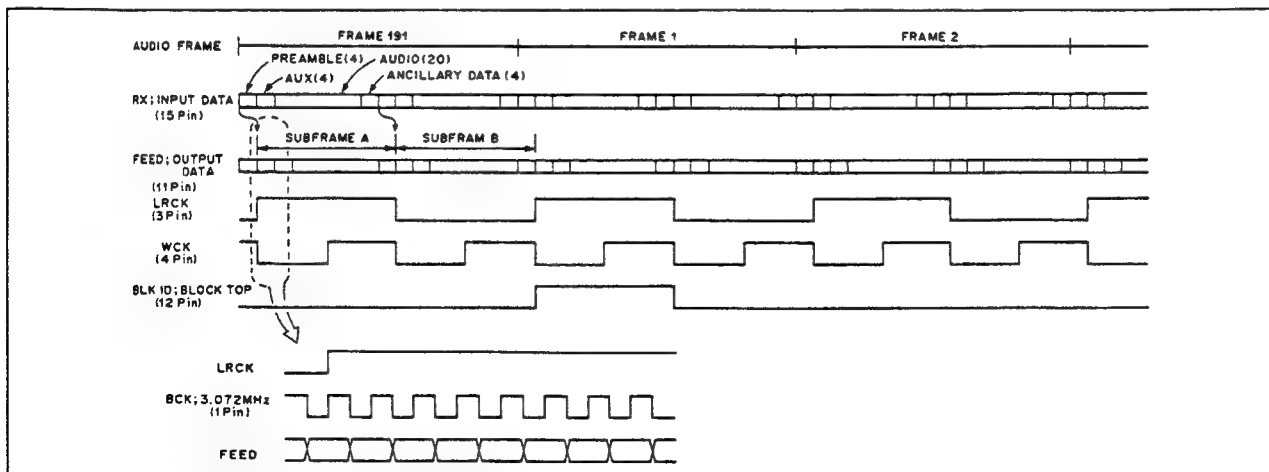 AUDIO FRAME
FRAME 191
FRAME 1
FRAME 2
PREAMBLE(4)
AUDIO(20)
AUX(4)
ANCILLARY DATA(4)
RX;INPUT DATA
(15 Pin)
SUBFRAME A
SUBFRAM B
FEED;OUTPUT
DATA
(11 Pin)
LRCK
(3 Pin)
WCK
(4 Pin)
BLK ID;BLOCK TOP
(12 Pin)
LRCK
BCK;3.072MHz
(1 Pin)
FEED